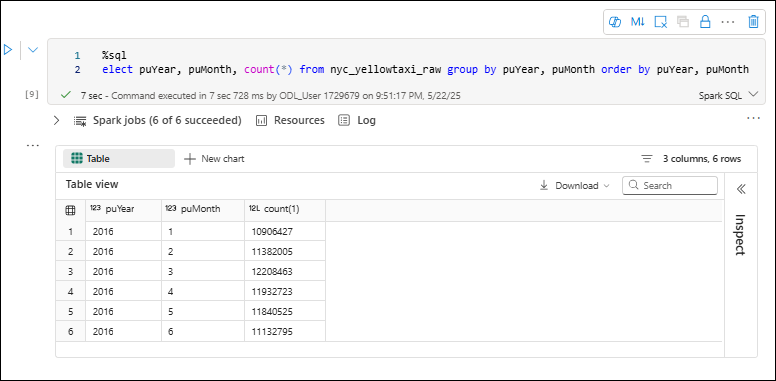 M↓
1 %sql
2 elect puYear, puMonth, count(*) from nyc_yellowtaxi_raw group by puYear, puMonth order by puYear, puMonth
[9] 7 sec - Command executed in 7 sec 728 ms by ODL_User 1729679 on 9:51:17 PM, 5/22/25 Spark SQL
Spark jobs (6 of 6 succeeded) Resources Log
Table + New chart 3 columns, 6 rows
Table view Download Search
123 puYear 123 puMonth 12L count(1)
1 2016 1 10906427
2 2016 2 11382005
3 2016 3 12208463
4 2016 4 11932723
5 2016 5 11840525
6 2016 6 11132795
Inspect